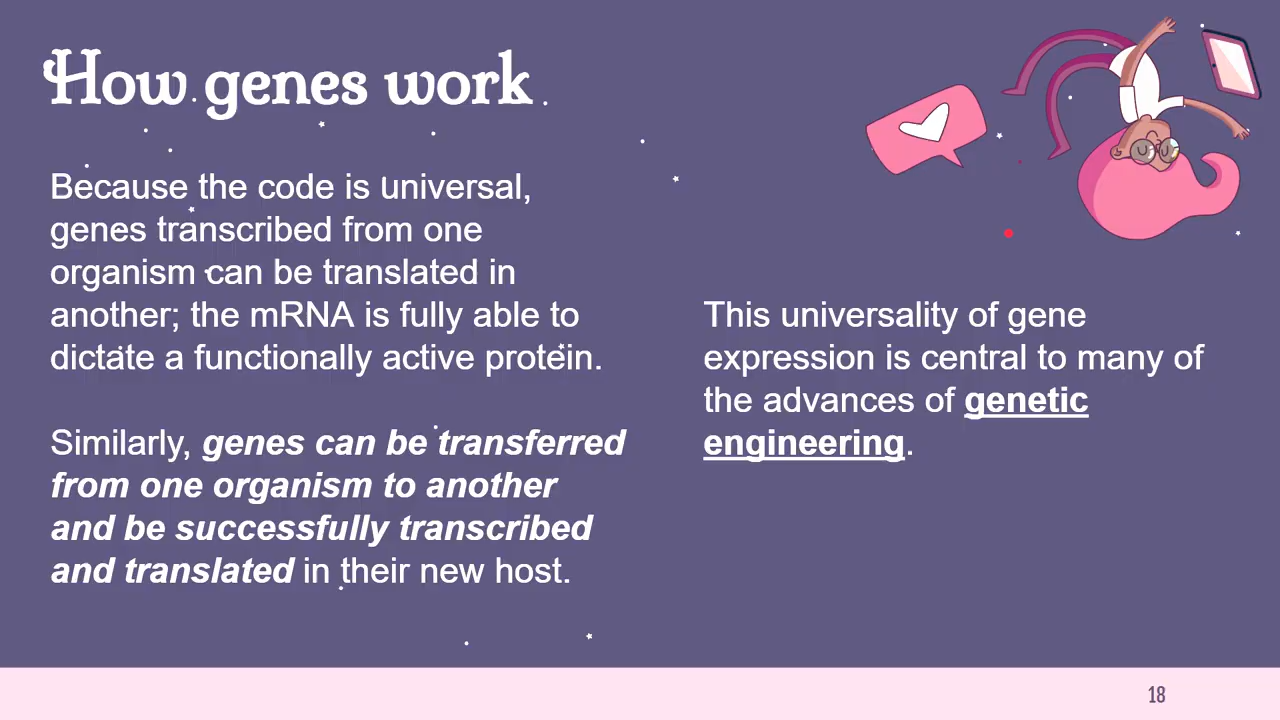 How genes work
Because the code is universal,
genes transcribed from one
organism can be translated in
another; the mRNA is fully able to
dictate a functionally active protein.
Similarly, genes can be transferred
from one organism to another
and be successfully transcribed
and translated in their new host.
This universality of gene
expression is central to many of
the advances of genetic
engineering.
18